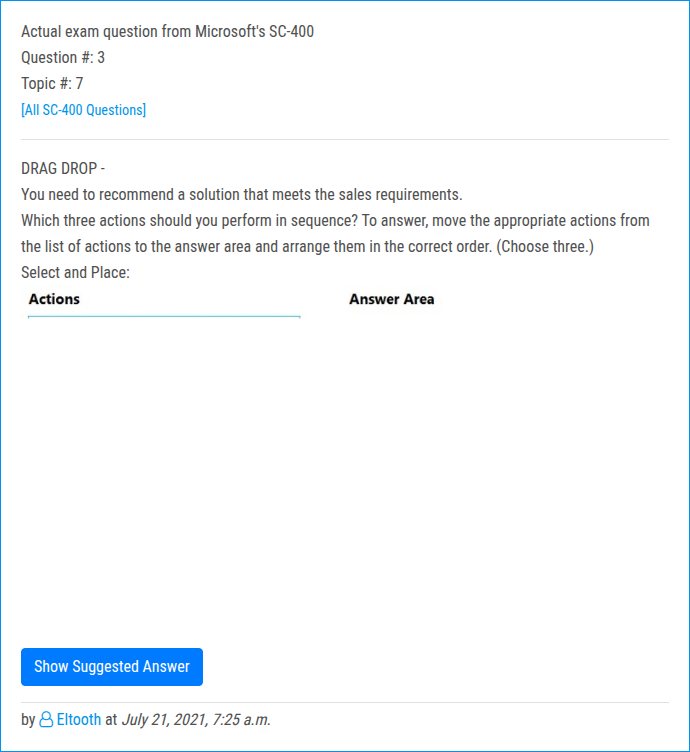 Actual exam question from Microsoft's SC-400
Question #: 3
Topic #: 7
[All SC-400 Questions]
DRAG DROP -
You need to recommend a solution that meets the sales requirements.
Which three actions should you perform in sequence? To answer, move the appropriate actions from
the list of actions to the answer area and arrange them in the correct order. (Choose three.)
Select and Place:
Actions Answer Area
Show Suggested Answer
by Eltooth at July 21, 2021, 7:25 a.m.